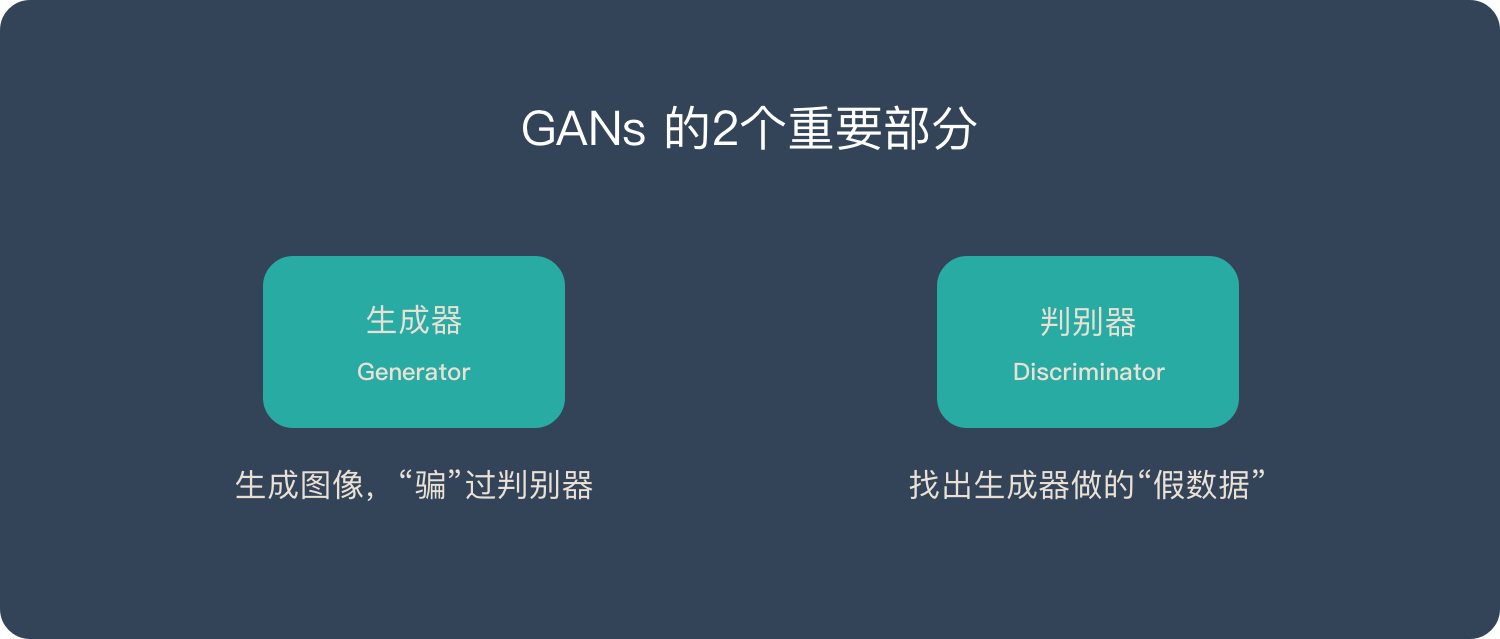 GANs 的2个重要部分
生成器
Generator
生成图像，“骗”过判别器
判别器
Discriminator
找出生成器做的“假数据”